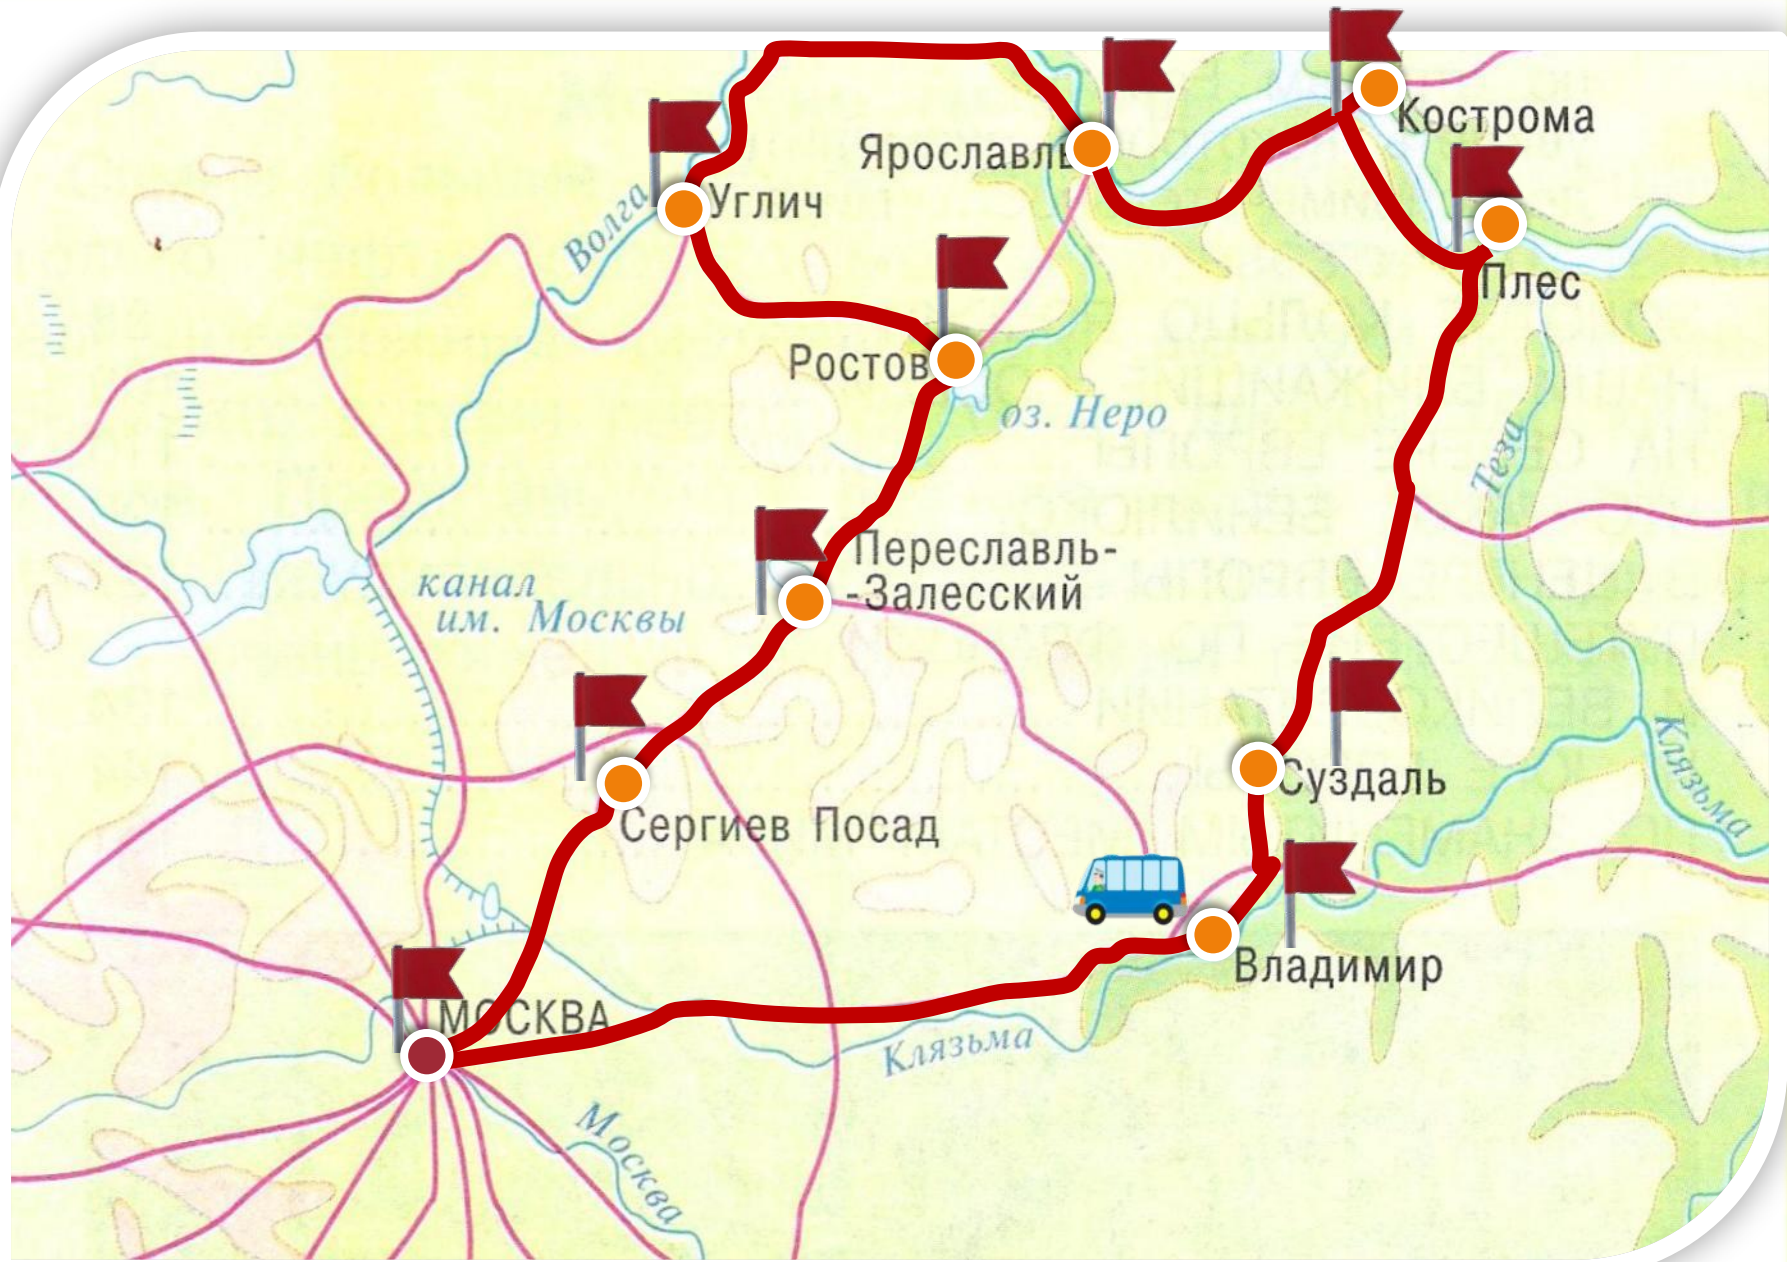 Кострома
Ярославль
Углич
Волга
Плес
Ростов
оз. Неро
Теза
Переславль-
-Залесский
канал
им. Москвы
Клязьма
Суздаль
Сергиев Посад
Владимир
МОСКВА
Клязьма
Москва